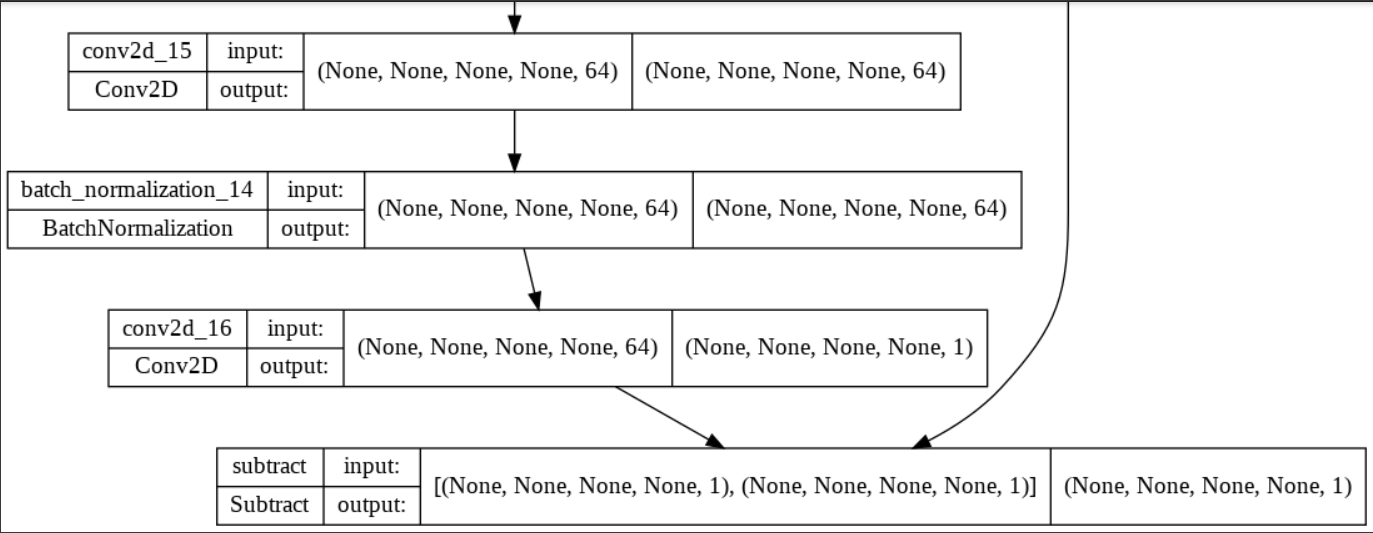 conv2d_15 input: (None, None, None, None, 64) (None, None, None, None, 64)
Conv2D output:
batch_normalization_14 input: (None, None, None, None, 64) (None, None, None, None, 64)
BatchNormalization output:
conv2d_16 input: (None, None, None, None, 64) (None, None, None, None, 1)
Conv2D output:
subtract input: [(None, None, None, None, 1), (None, None, None, None, 1)] (None, None, None, None, 1)
Subtract output: